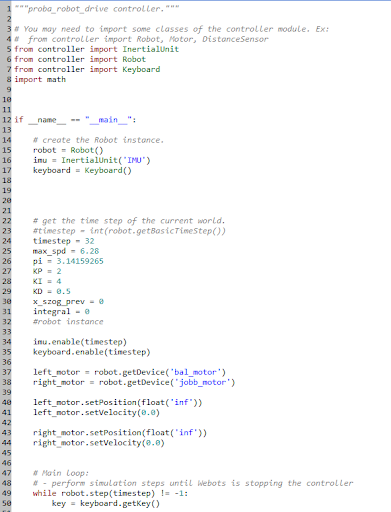 1 """proba_robot_drive controller."""
2
3 # You may need to import some classes of the controller module. Ex:
4 #  from controller import Robot, Motor, DistanceSensor
5 from controller import InertialUnit
6 from controller import Robot
7 from controller import Keyboard
8 import math
9
10
11
12 if __name__ == "__main__":
13
14     # create the Robot instance.
15     robot = Robot()
16     imu = InertialUnit('IMU')
17     keyboard = Keyboard()
18
19
20
21
22     # get the time step of the current world.
23     #timestep = int(robot.getBasicTimeStep())
24     timestep = 32
25     max_spd = 6.28
26     pi = 3.14159265
27     KP = 2
28     KI = 4
29     KD = 0.5
30     x_szog_prev = 0
31     integral = 0
32     #robot instance
33
34     imu.enable(timestep)
35     keyboard.enable(timestep)
36
37     left_motor = robot.getDevice('bal_motor')
38     right_motor = robot.getDevice('jobb_motor')
39
40     left_motor.setPosition(float('inf'))
41     left_motor.setVelocity(0.0)
42
43     right_motor.setPosition(float('inf'))
44     right_motor.setVelocity(0.0)
45
46
47     # Main loop:
48     # - perform simulation steps until Webots is stopping the controller
49     while robot.step(timestep) != -1:
50         key = keyboard.getKey()